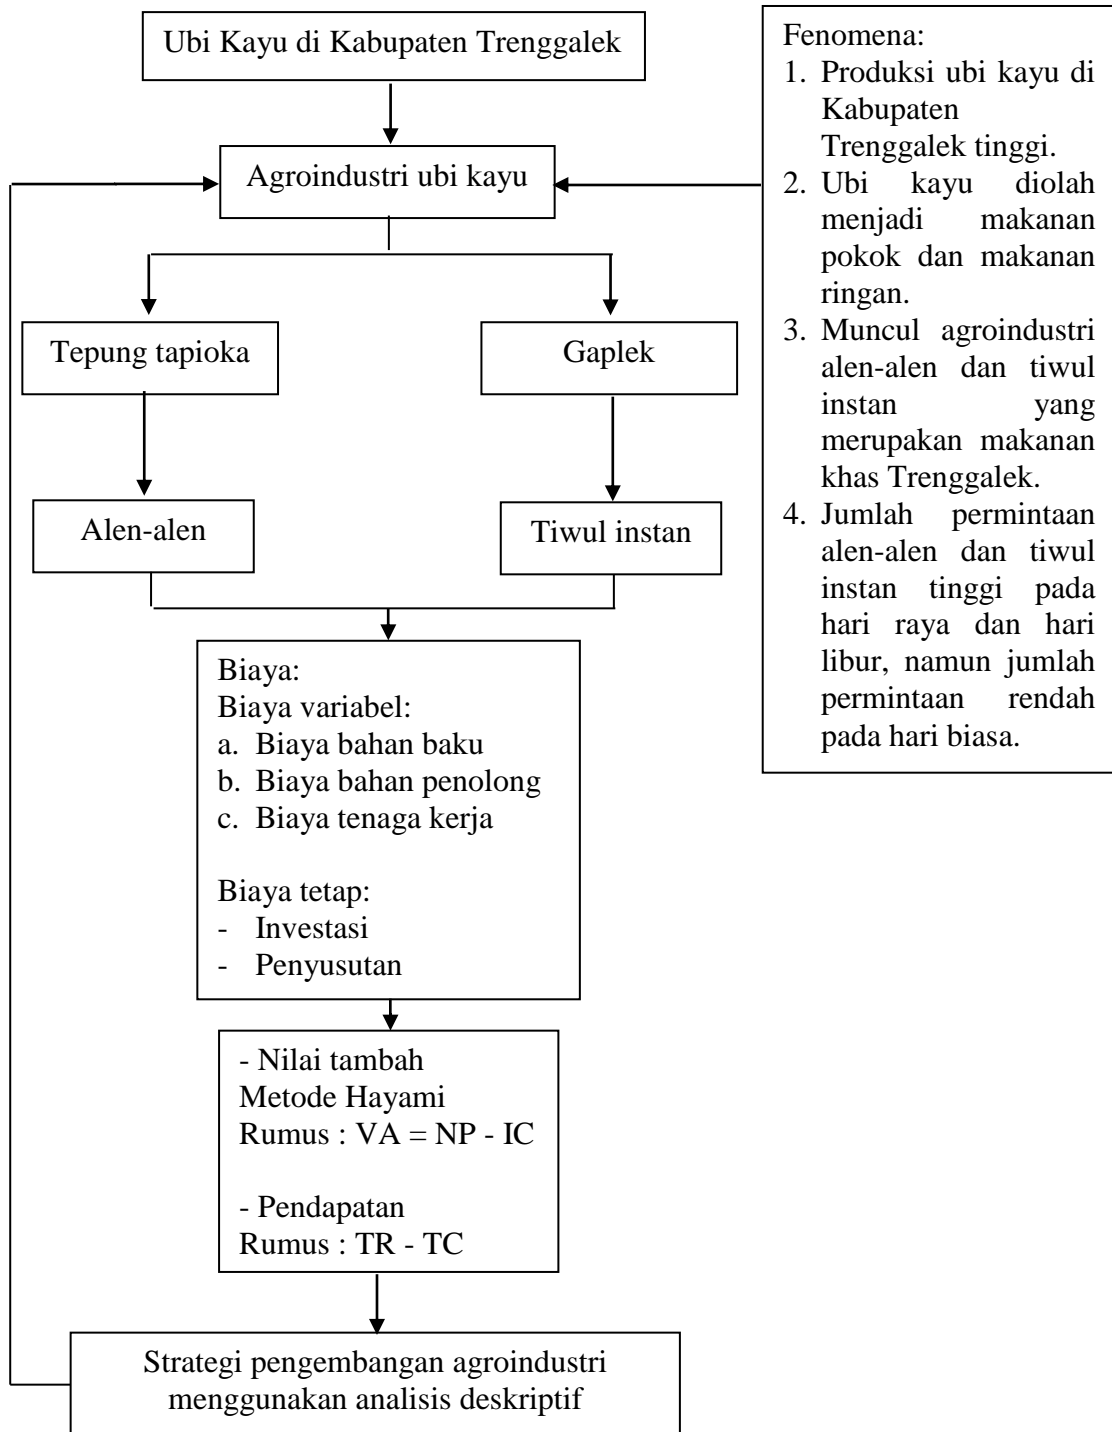 Ubi Kayu di Kabupaten Trenggalek
Agroindustri ubi kayu
Tepung tapioka
Gaplek
Alen-alen
Tiwul instan
Biaya:
Biaya variabel:
a. Biaya bahan baku
b. Biaya bahan penolong
c. Biaya tenaga kerja
Biaya tetap:
- Investasi
- Penyusutan
- Nilai tambah
Metode Hayami
Rumus : VA = NP - IC
- Pendapatan
Rumus : TR - TC
Strategi pengembangan agroindustri
menggunakan analisis deskriptif
Fenomena:
1. Produksi ubi kayu di
Kabupaten
Trenggalek tinggi.
2. Ubi kayu diolah
menjadi makanan
pokok dan makanan
ringan.
3. Muncul agroindustri
alen-alen dan tiwul
instan yang
merupakan makanan
khas Trenggalek.
4. Jumlah permintaan
alen-alen dan tiwul
instan tinggi pada
hari raya dan hari
libur, namun jumlah
permintaan rendah
pada hari biasa.